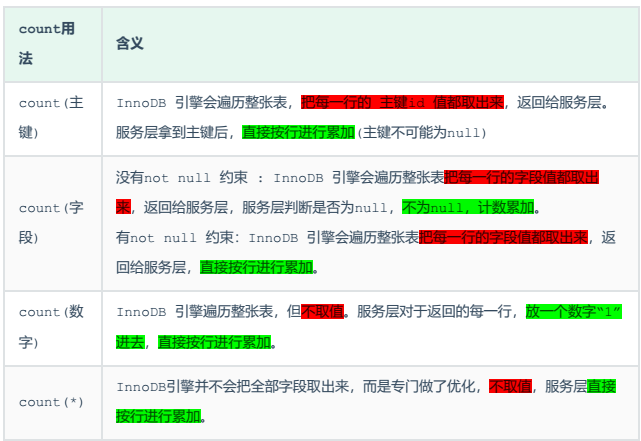 count用
法
含义
count(主
键)
InnoDB 引擎会遍历整张表，把每一行的 主键id 值都取出来，返回给服务层。
服务层拿到主键后，直接按行进行累加(主键不可能为null)
count(字
段)
没有not null 约束 : InnoDB 引擎会遍历整张表把每一行的字段值都取出
来，返回给服务层，服务层判断是否为null，不为null，计数累加。
有not null 约束：InnoDB 引擎会遍历整张表把每一行的字段值都取出来，返
回给服务层，直接按行进行累加。
count(数
字)
InnoDB 引擎遍历整张表，但不取值。服务层对于返回的每一行，放一个数字“1”
进去，直接按行进行累加。
count(*)
InnoDB引擎并不会把全部字段取出来，而是专门做了优化，不取值，服务层直接
按行进行累加。